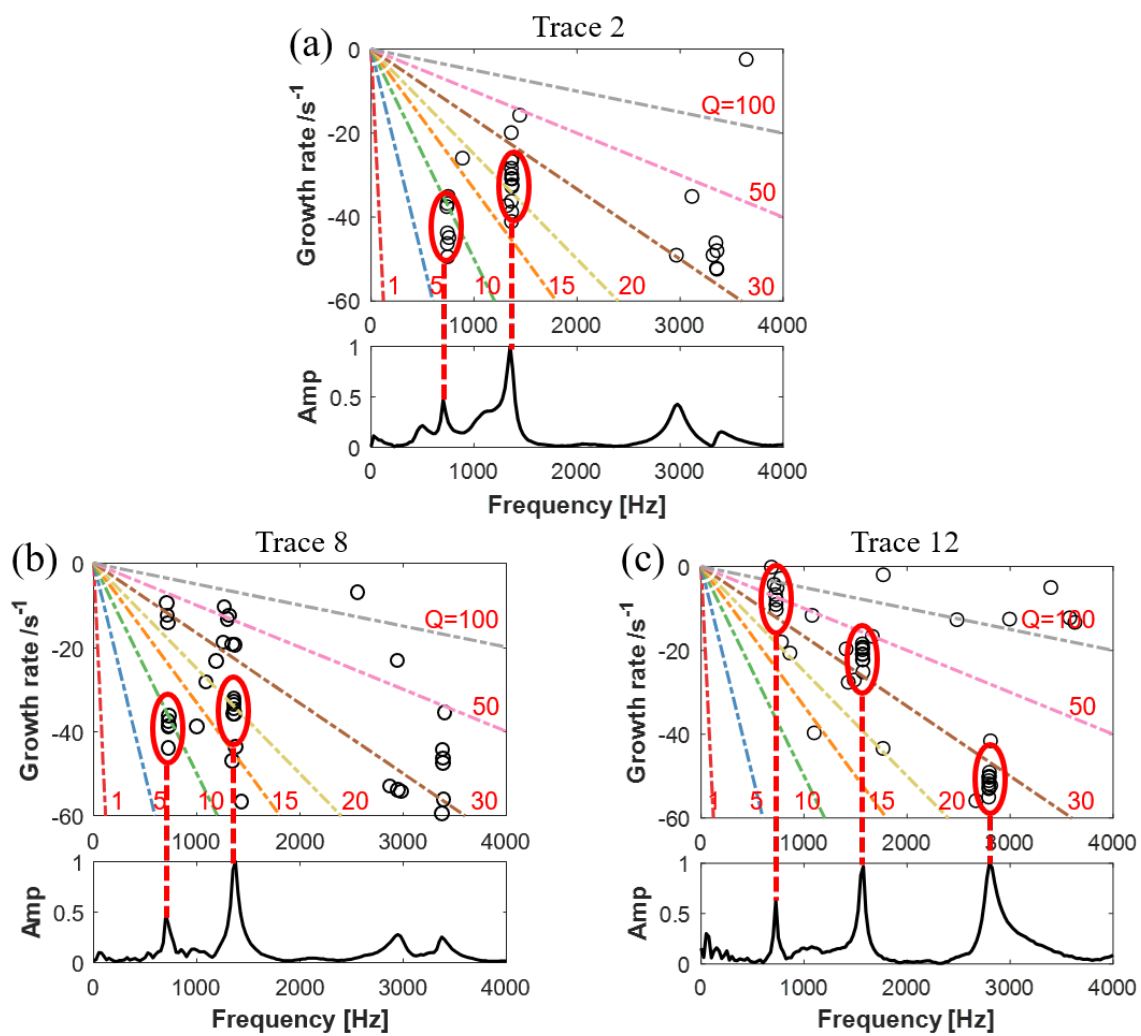 (a) Trace 2
Growth rate /s⁻¹
0
-20
-40
-60
Q=100
50
1 5 10 15 20 30
0 1000 2000 3000 4000
Amp
1
0.5
0
0 1000 2000 3000 4000
Frequency [Hz]
(b) Trace 8
Growth rate /s⁻¹
0
-20
-40
-60
Q=100
50
1 5 10 15 20 30
0 1000 2000 3000 4000
Amp
1
0.5
0
0 1000 2000 3000 4000
Frequency [Hz]
(c) Trace 12
Growth rate /s⁻¹
0
-20
-40
-60
Q=100
50
1 5 10 15 20 30
0 1000 2000 3000 4000
Amp
1
0.5
0
0 1000 2000 3000 4000
Frequency [Hz]